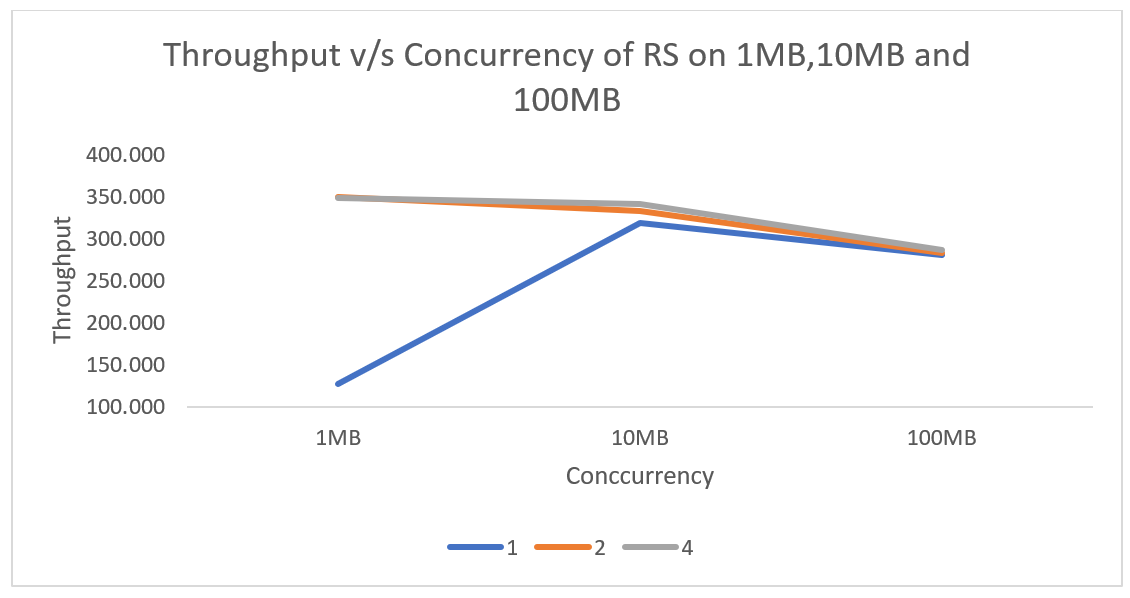 Throughput v/s Concurrency of RS on 1MB,10MB and
100MB
400.000
350.000
300.000
250.000
200.000
150.000
100.000
Throughput
1MB
10MB
100MB
Conccurrency
1
2
4